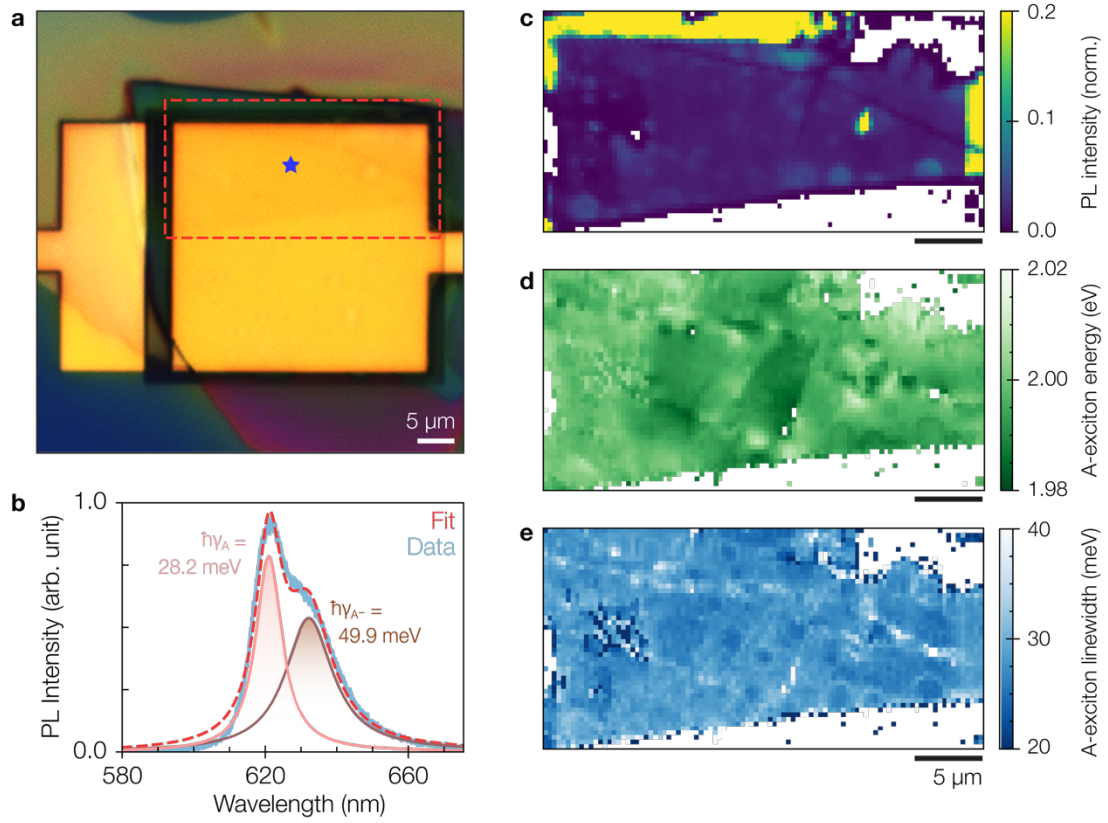 a
5 µm
b
1.0
PL Intensity (arb. unit)
0.0
Fit
Data
ħγA =
28.2 meV
ħγA− =
49.9 meV
580
620
660
Wavelength (nm)
c
0.2
0.1
0.0
PL intensity (norm.)
d
2.02
2.00
1.98
A-exciton energy (eV)
e
40
30
20
A-exciton linewidth (meV)
5 µm